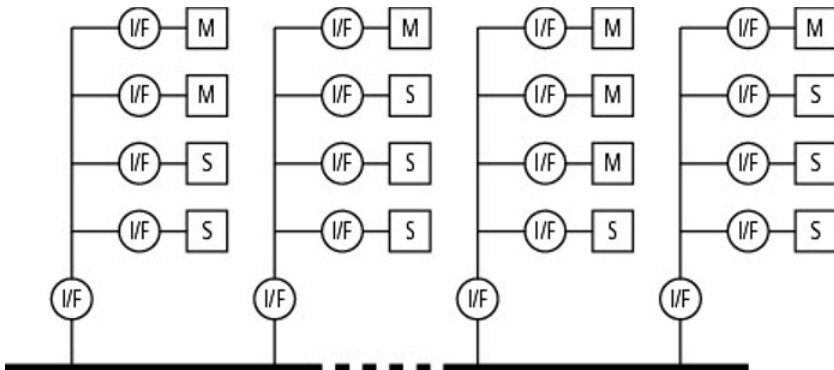 I/F M I/F M I/F M I/F M
I/F M I/F S I/F M I/F S
I/F S I/F S I/F M I/F S
I/F S I/F S I/F S I/F S
I/F I/F I/F I/F